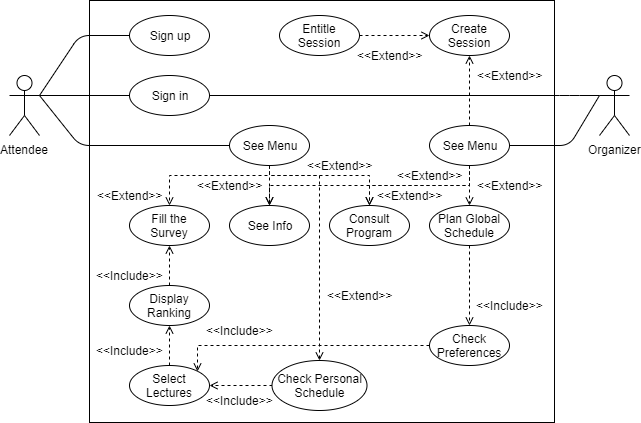 Sign up
Entitle
Session
Create
Session
<<Extend>>
<<Extend>>
Sign in
Attendee
Organizer
See Menu
See Menu
<<Extend>>
<<Extend>>
<<Extend>>
<<Extend>>
<<Extend>>
<<Extend>>
Fill the
Survey
See Info
Consult
Program
Plan Global
Schedule
<<Include>>
Display
Ranking
<<Extend>>
<<Include>>
<<Include>>
<<Include>>
Check
Preferences
Select
Lectures
Check Personal
Schedule
<<Include>>